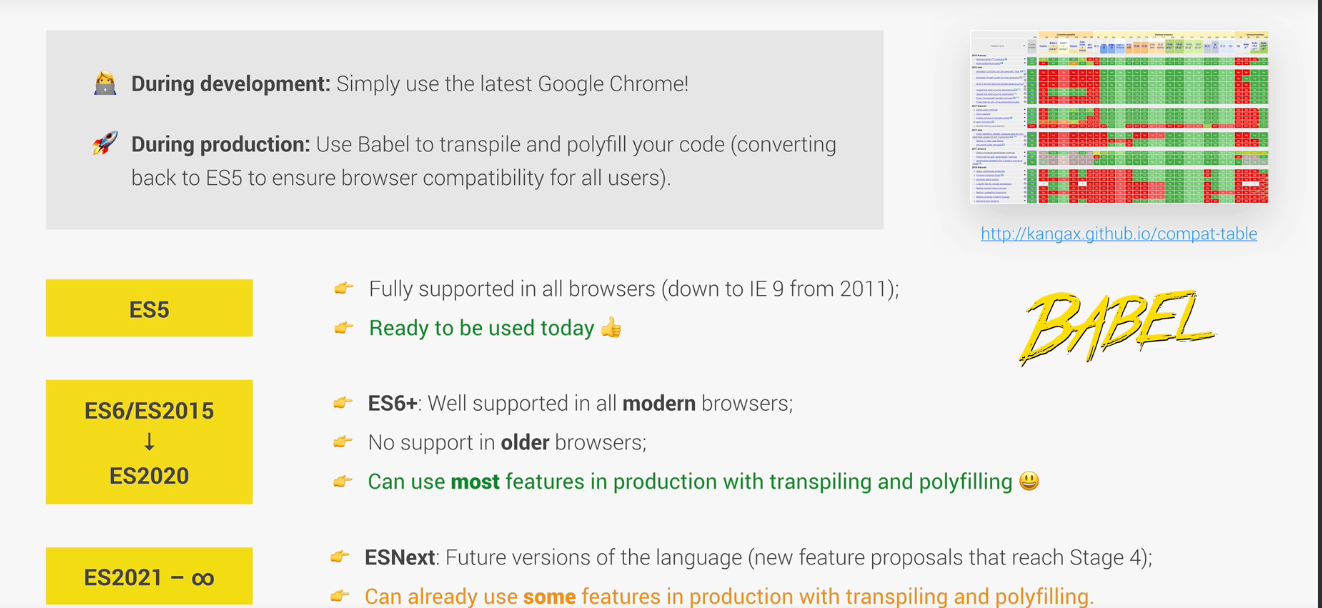 During development: Simply use the latest Google Chrome!
During production: Use Babel to transpile and polyfill your code (converting
back to ES5 to ensure browser compatibility for all users).
http://kangax.github.io/compat-table
ES5
Fully supported in all browsers (down to IE 9 from 2011);
Ready to be used today 👍
BABEL
ES6/ES2015
↓
ES2020
ES6+: Well supported in all modern browsers;
No support in older browsers;
Can use most features in production with transpiling and polyfilling 😃
ES2021 – ∞
ESNext: Future versions of the language (new feature proposals that reach Stage 4);
Can already use some features in production with transpiling and polyfilling.